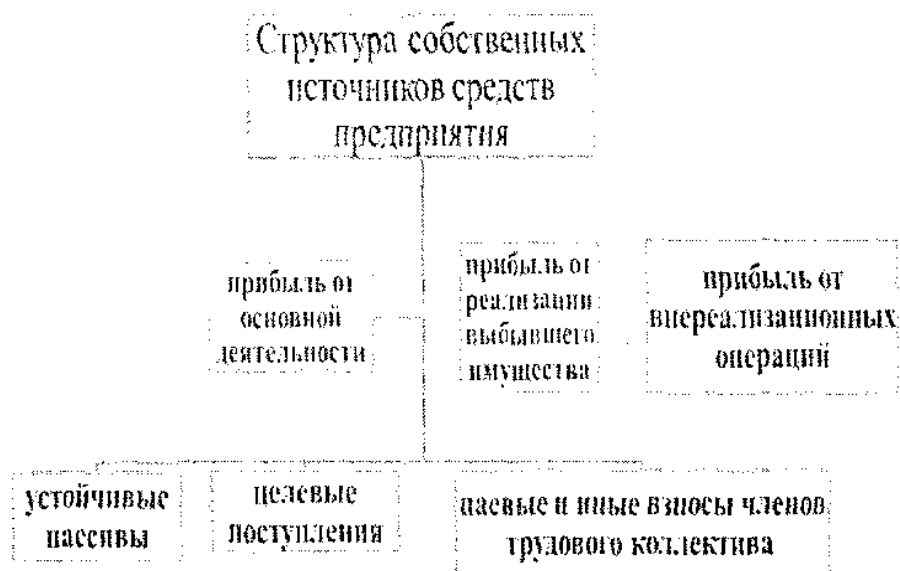 Структура собственных
источников средств
предприятия
прибыль от
основной
деятельности
прибыль от
реализации
выбывшего
имущества
прибыль от
внереализационных
операций
устойчивые
пассивы
целевые
поступления
паевые и иные взносы членов
трудового коллектива